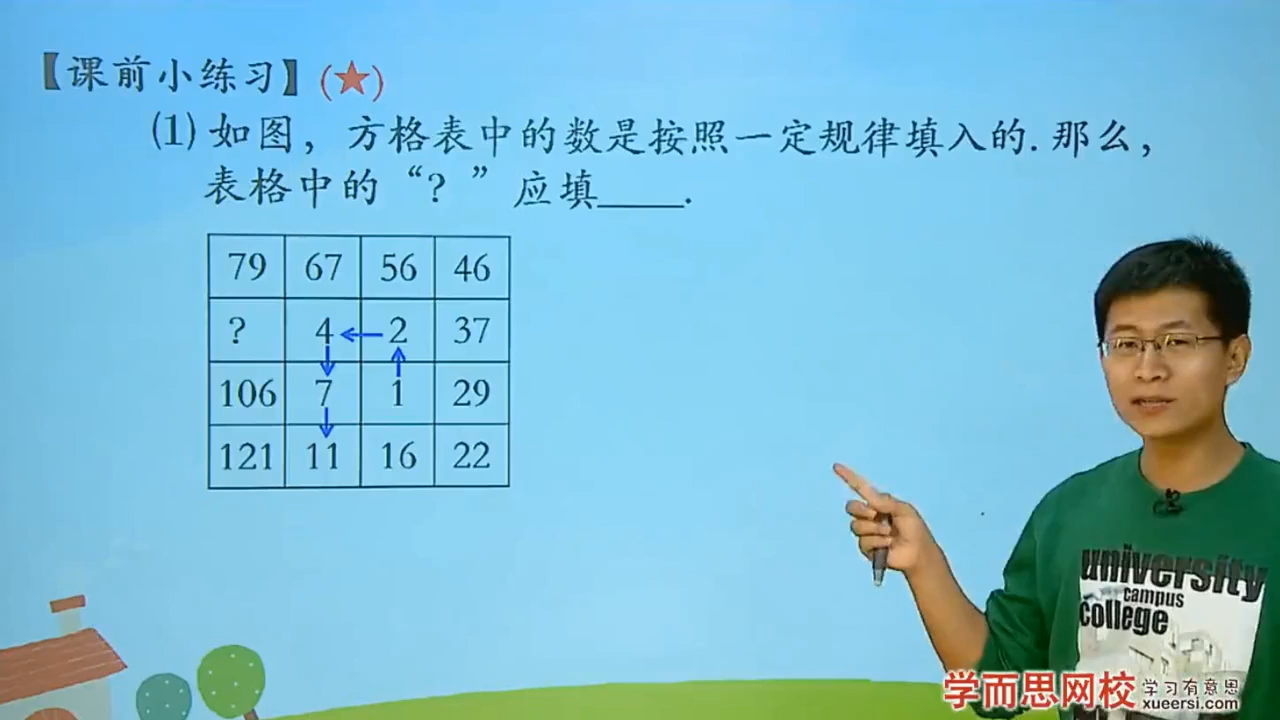 【课前小练习】(★)
(1) 如图，方格表中的数是按照一定规律填入的.那么，
表格中的“？”应填____.
79 67 56 46
? 4 2 37
106 7 1 29
121 11 16 22
university
campus
college
学而思网校 学习有意思
xueersi.com